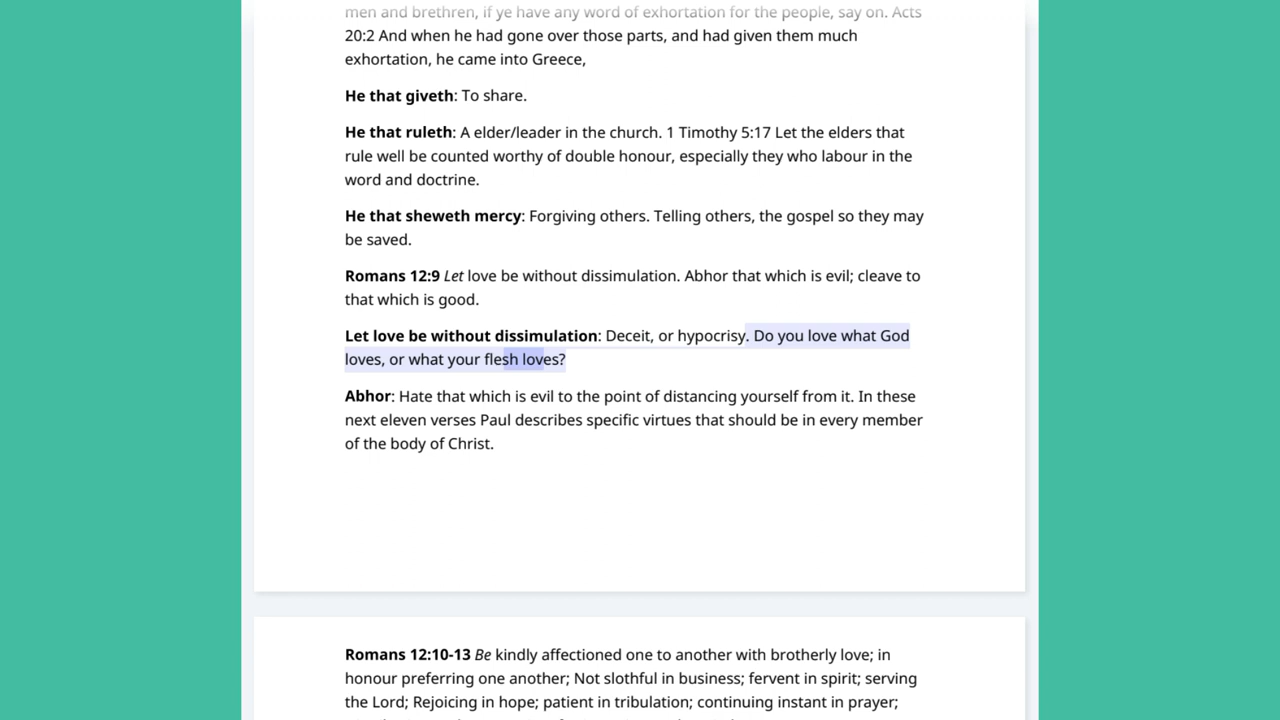 men and brethren, if ye have any word of exhortation for the people, say on. Acts
20:2 And when he had gone over those parts, and had given them much
exhortation, he came into Greece,
He that giveth: To share.
He that ruleth: A elder/leader in the church. 1 Timothy 5:17 Let the elders that
rule well be counted worthy of double honour, especially they who labour in the
word and doctrine.
He that sheweth mercy: Forgiving others. Telling others, the gospel so they may
be saved.
Romans 12:9 Let love be without dissimulation. Abhor that which is evil; cleave to
that which is good.
Let love be without dissimulation: Deceit, or hypocrisy. Do you love what God
loves, or what your flesh loves?
Abhor: Hate that which is evil to the point of distancing yourself from it. In these
next eleven verses Paul describes specific virtues that should be in every member
of the body of Christ.
Romans 12:10-13 Be kindly affectioned one to another with brotherly love; in
honour preferring one another; Not slothful in business; fervent in spirit; serving
the Lord; Rejoicing in hope; patient in tribulation; continuing instant in prayer;